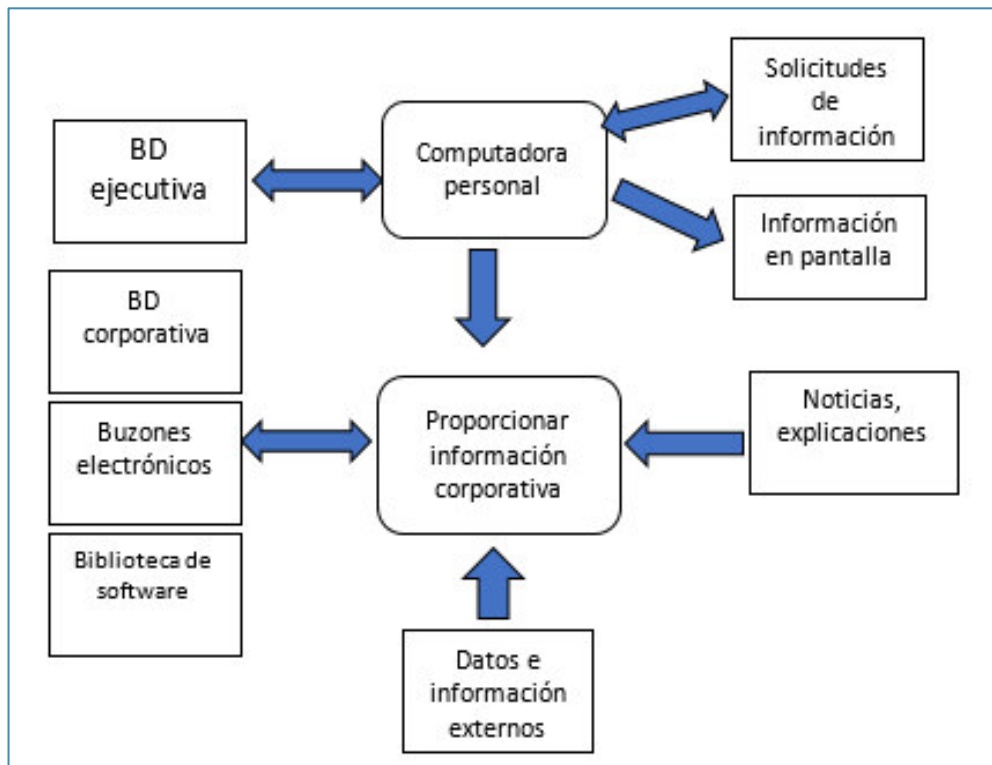 Solicitudes
de
información
BD
ejecutiva
Computadora
personal
Información
en pantalla
BD
corporativa
Proporcionar
información
corporativa
Noticias,
explicaciones
Buzones
electrónicos
Biblioteca de
software
Datos e
información
externos